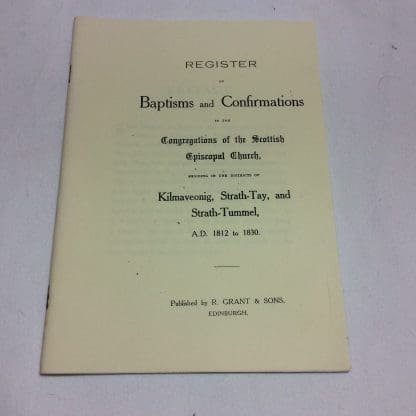 REGISTER
OF
Baptisms and Confirmations
IN THE
Congregations of the Scottish
Episcopal Church,
RESIDING IN THE DISTRICTS OF
Kilmaveonig, Strath-Tay, and
Strath-Tummel,
A.D. 1812 to 1830.
Published by R. GRANT & SONS,
EDINBURGH.